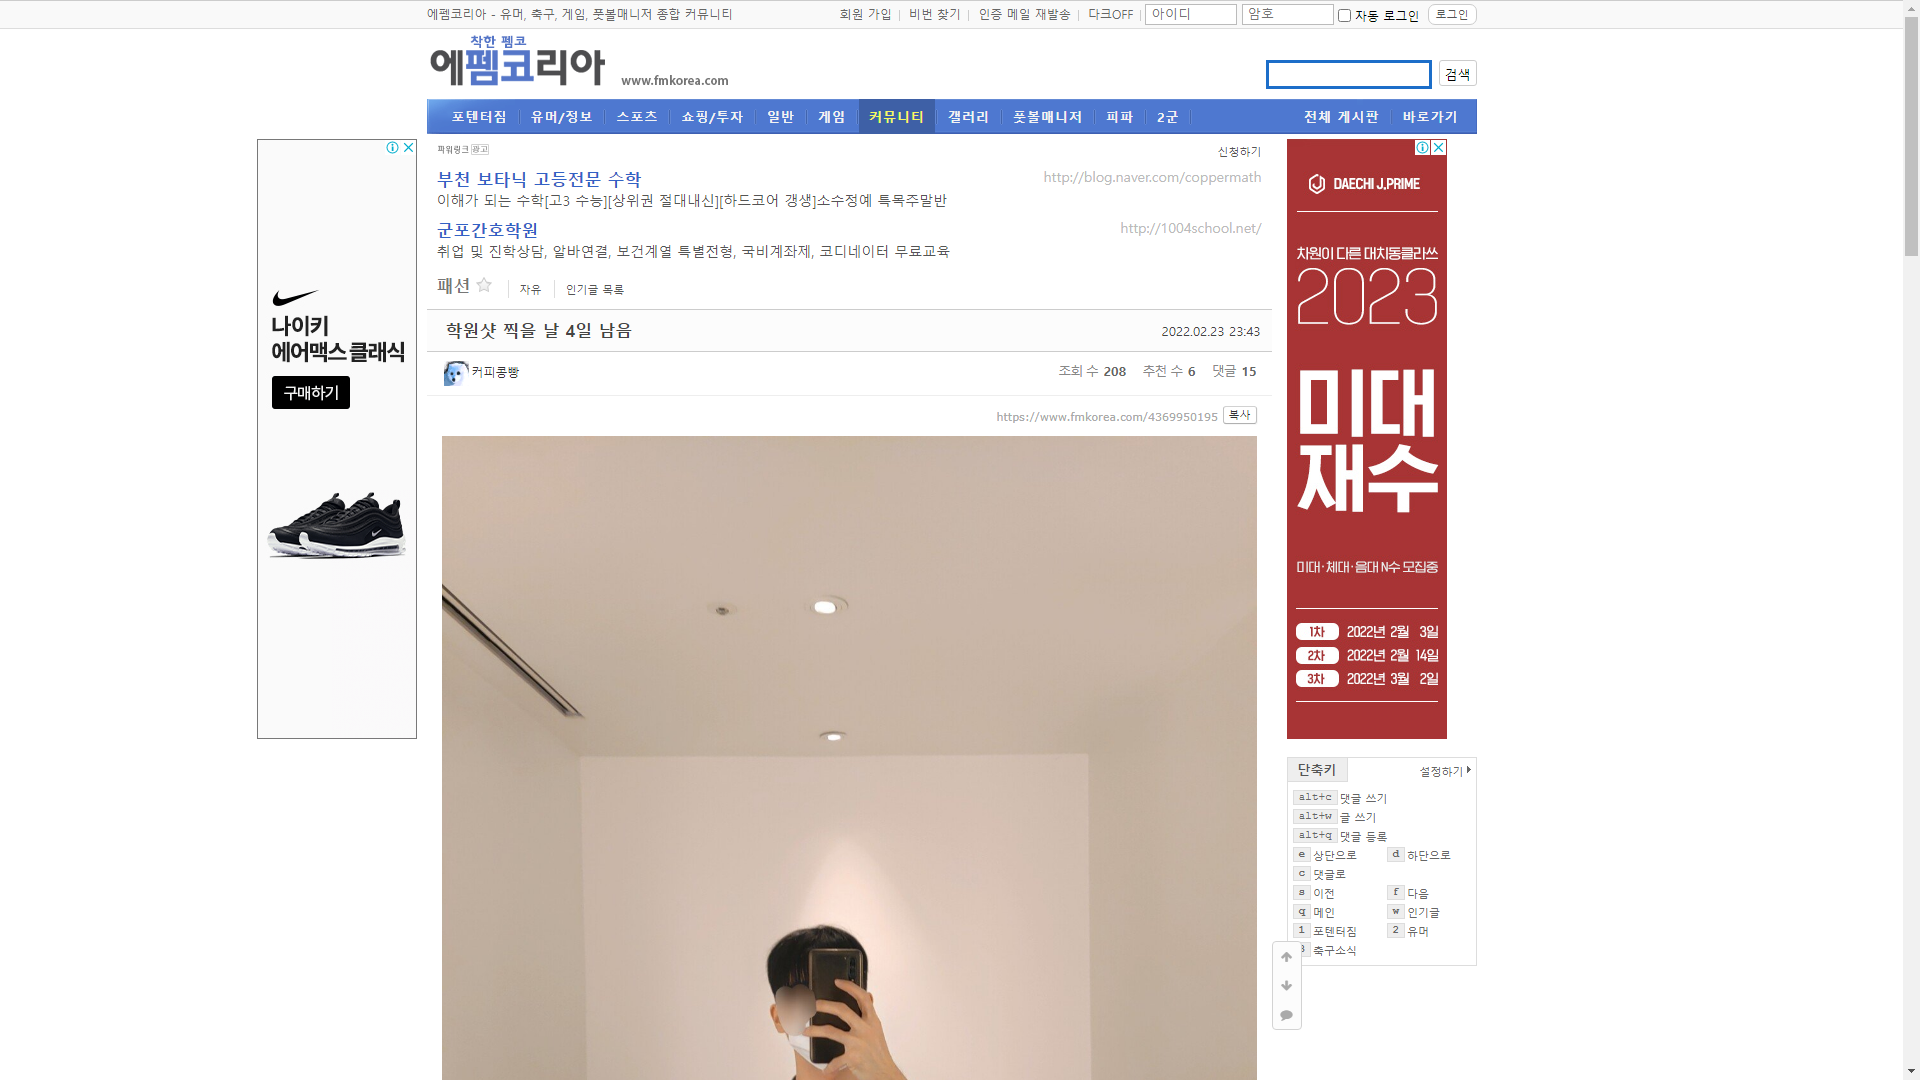 에펨코리아 - 유머, 축구, 게임, 풋볼매니저 종합 커뮤니티
회원 가입 비번 찾기 인증 메일 재발송 다크OFF 아이디 암호 자동 로그인 로그인
착한 펨코
에펨코리아 www.fmkorea.com
검색
포텐터짐 유머/정보 스포츠 쇼핑/투자 일반 게임 커뮤니티 갤러리 풋볼매니저 피파 2군 전체 게시판 바로가기
파워링크 광고 신청하기
부천 보타닉 고등전문 수학 http://blog.naver.com/coppermath
이해가 되는 수학[고3 수능][상위권 절대내신][하드코어 갱생]소수정예 특목주말반
군포간호학원 http://1004school.net/
취업 및 진학상담, 알바연결, 보건계열 특별전형, 국비계좌제, 코디네이터 무료교육
패션 자유 인기글 목록
학원샷 찍을 날 4일 남음 2022.02.23 23:43
커피콩빵 조회 수 208 추천 수 6 댓글 15
https://www.fmkorea.com/4369950195 복사
나이키
에어맥스 클래식
구매하기
DAECHI J,PRIME
차원이 다른 대치동클라쓰
2023
미대
재수
미대·체대·음대 N수 모집중
1차 2022년 2월 3일
2차 2022년 2월 14일
3차 2022년 3월 2일
단축키 설정하기
alt+c 댓글 쓰기
alt+w 글 쓰기
alt+q 댓글 등록
e 상단으로 d 하단으로
c 댓글로
s 이전 f 다음
q 메인 w 인기글
1 포텐터짐 2 유머
3 축구소식